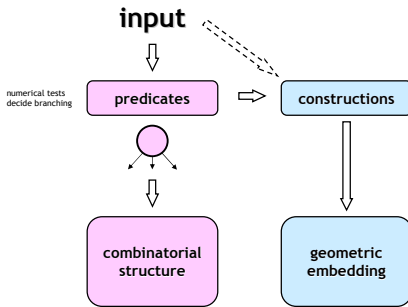 input
numerical tests
decide branching
predicates
constructions
combinatorial
structure
geometric
embedding